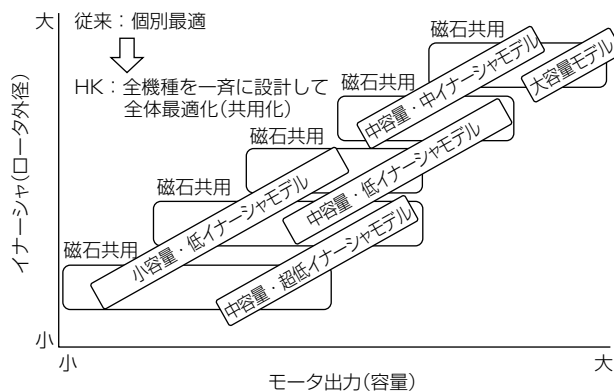 大
従来：個別最適
HK：全機種を一斉に設計して
全体最適化(共用化)
磁石共用
磁石共用
磁石共用
磁石共用
磁石共用
大容量モデル
中容量・中イナーシャモデル
中容量・低イナーシャモデル
小容量・低イナーシャモデル
中容量・超低イナーシャモデル
イナーシャ(ロータ外径)
小
小
大
モータ出力(容量)